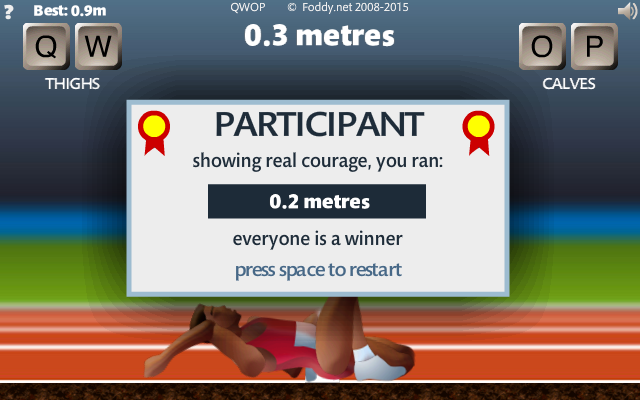 ?
Best: 0.9m
QWOP © Foddy.net 2008-2015
0.3 metres
Q W
O P
THIGHS
CALVES
PARTICIPANT
showing real courage, you ran:
0.2 metres
everyone is a winner
press space to restart